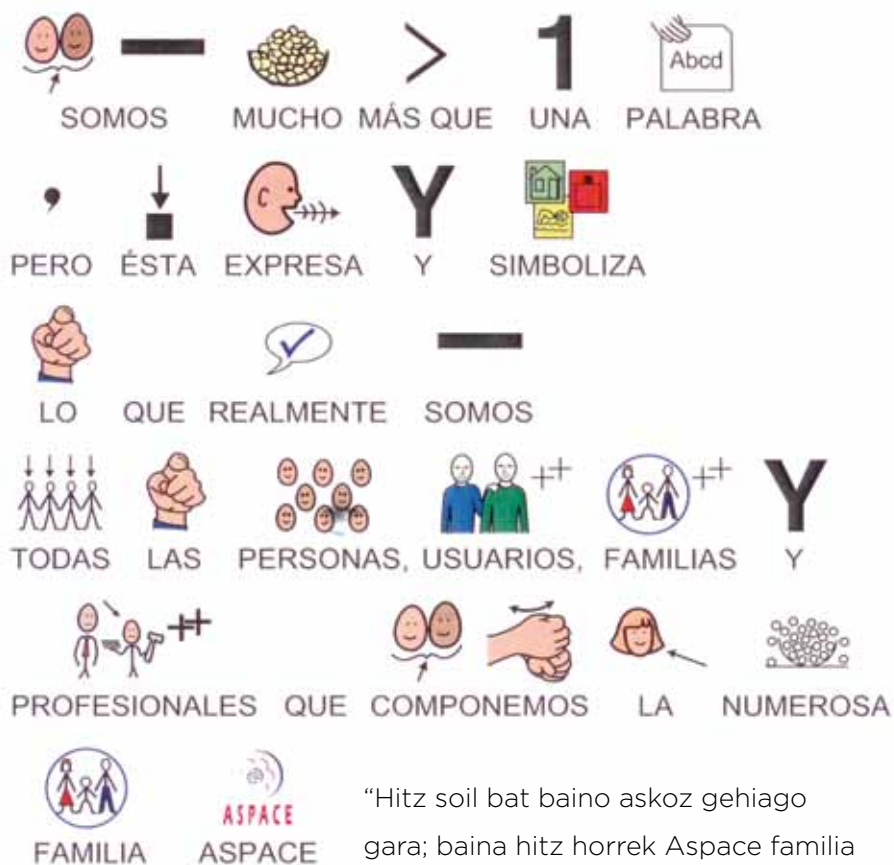 SOMOS MUCHO MÁS QUE UNA PALABRA
Abcd
1
,
PERO ÉSTA EXPRESA Y SIMBOLIZA
Y
LO QUE REALMENTE SOMOS
TODAS LAS PERSONAS, USUARIOS, FAMILIAS Y
Y
PROFESIONALES QUE COMPONEMOS LA NUMEROSA
FAMILIA ASPACE
ASPACE
“Hitz soil bat baino askoz gehiago
gara; baina hitz horrek Aspace familia